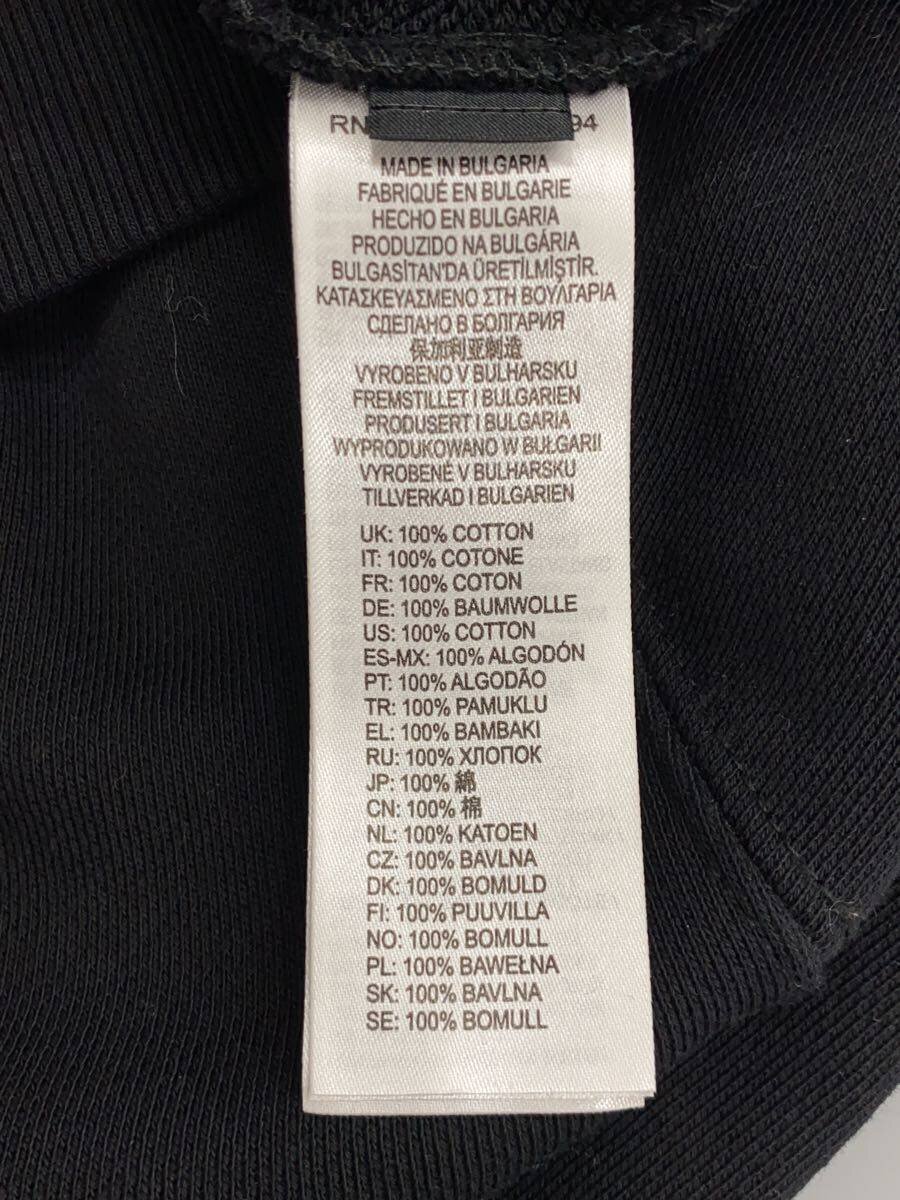 RN 94
MADE IN BULGARIA
FABRIQUÉ EN BULGARIE
HECHO EN BULGARIA
PRODUZIDO NA BULGÁRIA
BULGASİTAN'DA ÜRETİLMİŞTİR.
ΚΑΤΑΣΚΕΥΑΣΜΕΝΟ ΣΤΗ ΒΟΥΛΓΑΡΙΑ
СДЕЛАНО В БОЛГАРИЯ
保加利亚制造
VYROBENO V BULHARSKU
FREMSTILLET I BULGARIEN
PRODUSERT I BULGARIA
WYPRODUKOWANO W BUŁGARII
VYROBENÉ V BULHARSKU
TILLVERKAD I BULGARIEN
UK: 100% COTTON
IT: 100% COTONE
FR: 100% COTON
DE: 100% BAUMWOLLE
US: 100% COTTON
ES-MX: 100% ALGODÓN
PT: 100% ALGODÃO
TR: 100% PAMUKLU
EL: 100% ΒΑΜΒΑΚΙ
RU: 100% ХЛОПОК
JP: 100% 綿
CN: 100% 棉
NL: 100% KATOEN
CZ: 100% BAVLNA
DK: 100% BOMULD
FI: 100% PUUVILLA
NO: 100% BOMULL
PL: 100% BAWEŁNA
SK: 100% BAVLNA
SE: 100% BOMULL